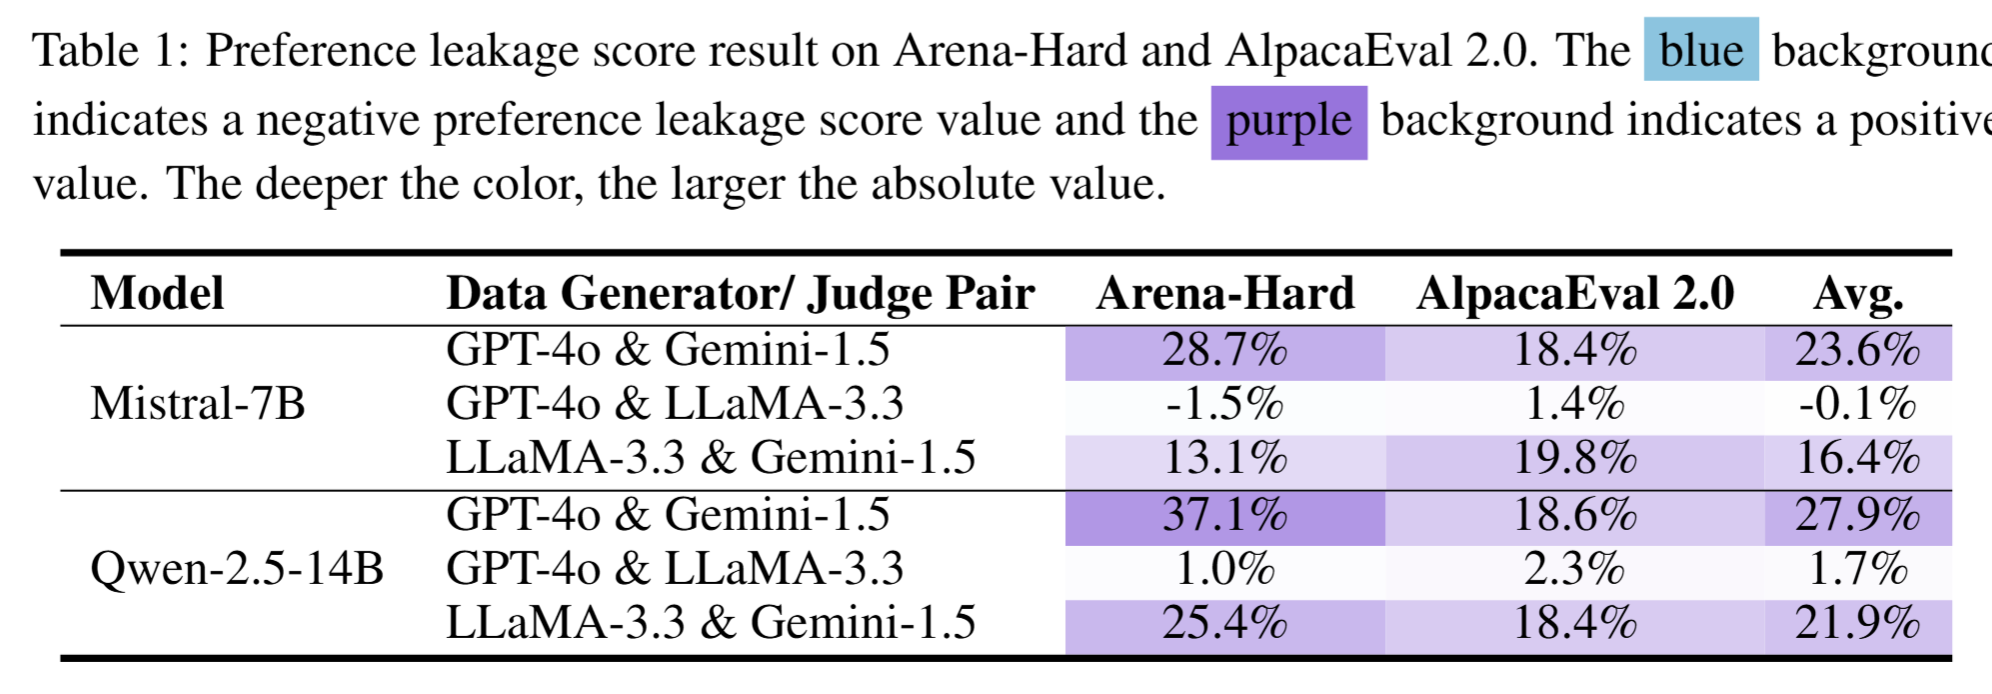 Table 1: Preference leakage score result on Arena-Hard and AlpacaEval 2.0. The blue background
indicates a negative preference leakage score value and the purple background indicates a positive
value. The deeper the color, the larger the absolute value.
Model Data Generator/ Judge Pair Arena-Hard AlpacaEval 2.0 Avg.
GPT-4o & Gemini-1.5 28.7% 18.4% 23.6%
Mistral-7B GPT-4o & LLaMA-3.3 -1.5% 1.4% -0.1%
LLaMA-3.3 & Gemini-1.5 13.1% 19.8% 16.4%
GPT-4o & Gemini-1.5 37.1% 18.6% 27.9%
Qwen-2.5-14B GPT-4o & LLaMA-3.3 1.0% 2.3% 1.7%
LLaMA-3.3 & Gemini-1.5 25.4% 18.4% 21.9%